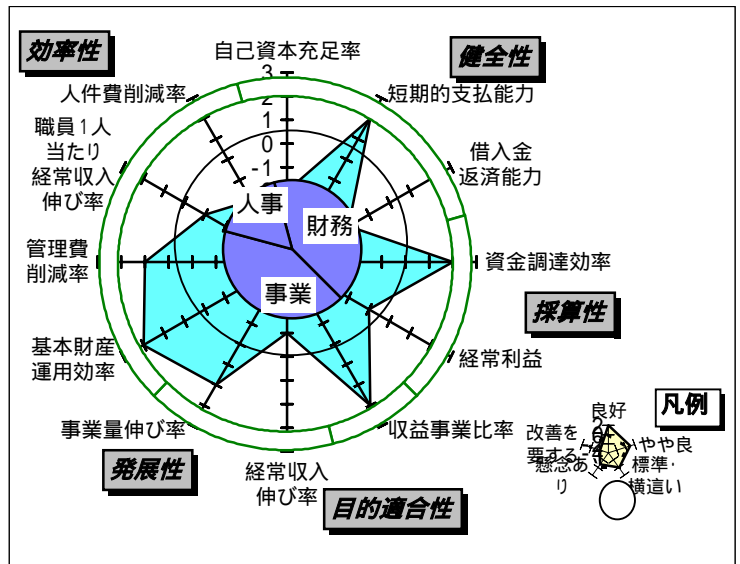 効率性
自己資本充足率
健全性
3
2
1
0
-1
人件費削減率
短期的支払能力
職員1人
当たり
経常収入
伸び率
借入金
返済能力
人事
財務
事業
管理費
削減率
資金調達効率
採算性
基本財産
運用効率
経常利益
事業量伸び率
収益事業比率
発展性
経常収入
伸び率
目的適合性
凡例
良好
やや良
標準・
横這い
懸念あ
り
改善を
要する